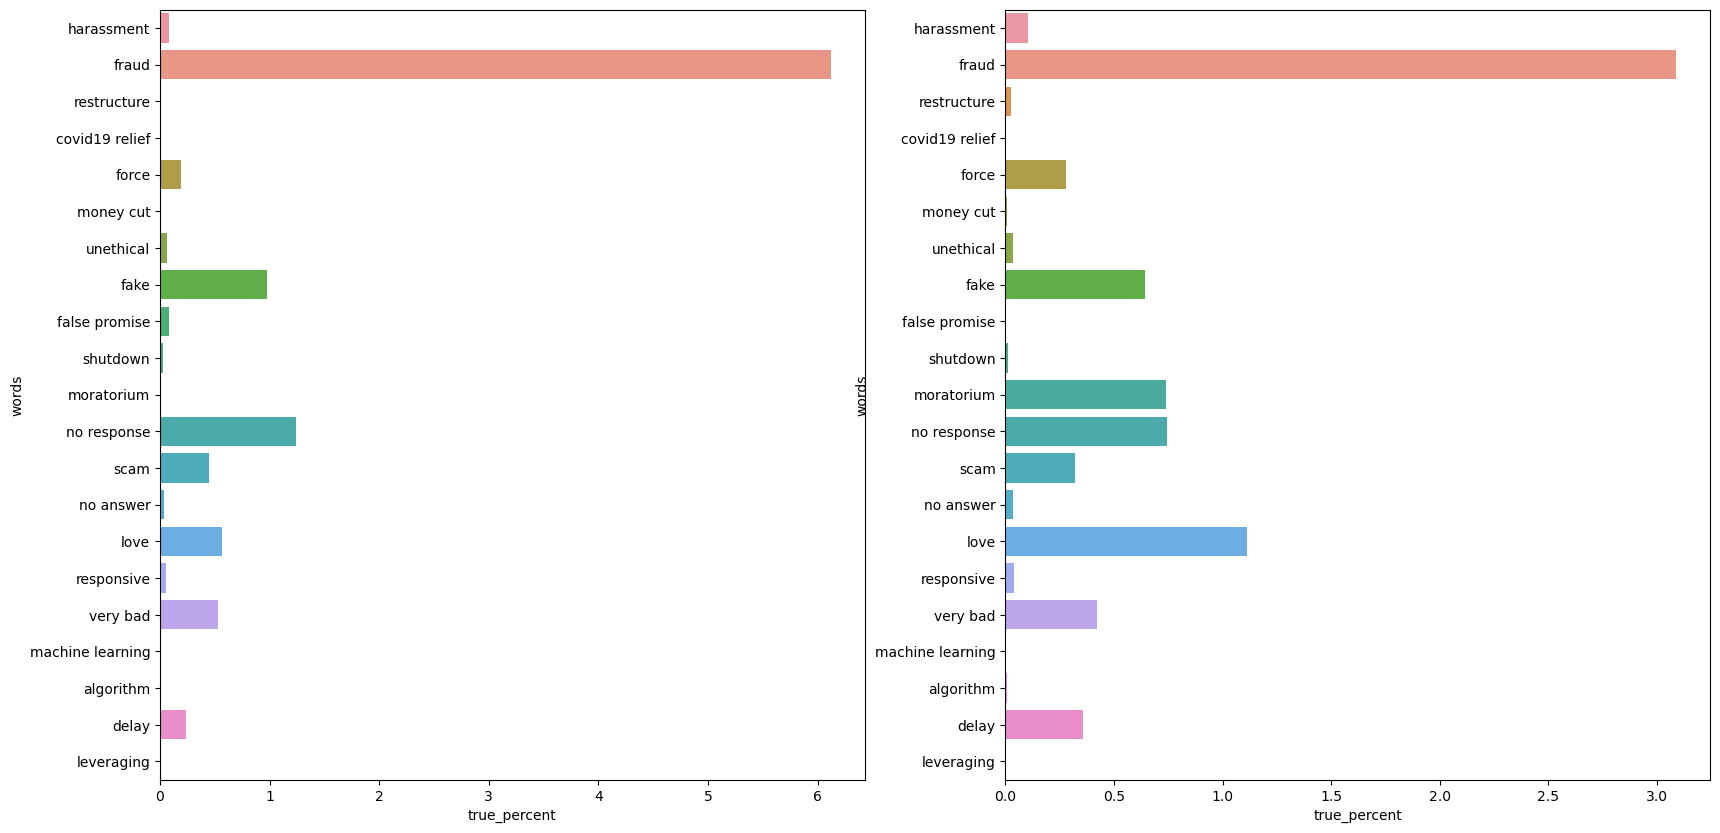 harassment
fraud
restructure
covid19 relief
force
money cut
unethical
fake
false promise
shutdown
moratorium
no response
scam
no answer
love
responsive
very bad
machine learning
algorithm
delay
leveraging
words
0 1 2 3 4 5 6
true_percent
harassment
fraud
restructure
covid19 relief
force
money cut
unethical
fake
false promise
shutdown
moratorium
no response
scam
no answer
love
responsive
very bad
machine learning
algorithm
delay
leveraging
words
0.0 0.5 1.0 1.5 2.0 2.5 3.0
true_percent